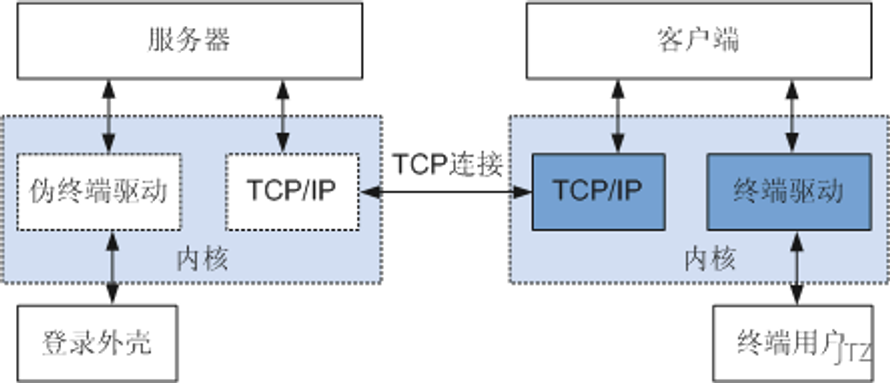 服务器
客户端
伪终端驱动
TCP/IP
TCP连接
TCP/IP
终端驱动
内核
内核
登录外壳
终端用户
JTZ